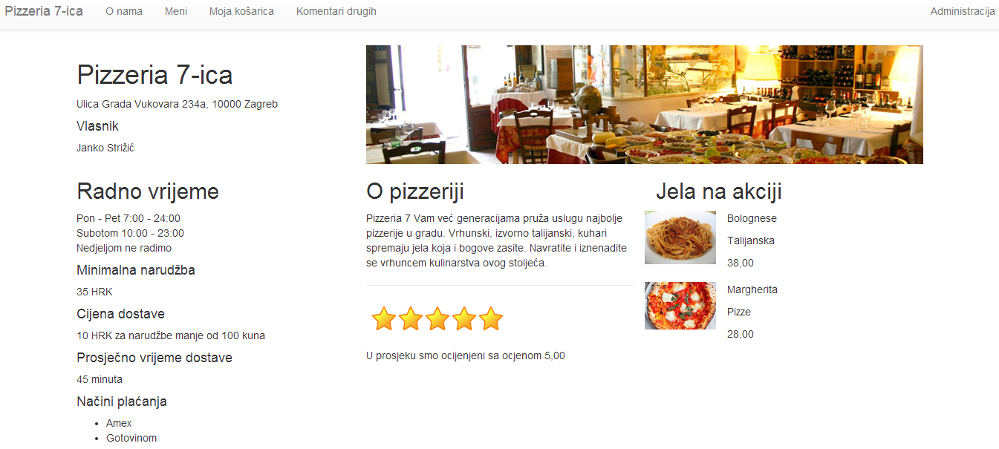 Pizzeria 7-ica
O nama
Meni
Moja košarica
Komentari drugih
Administracija
Pizzeria 7-ica
Ulica Grada Vukovara 234a, 10000 Zagreb
Vlasnik
Janko Strižić
Radno vrijeme
Pon - Pet 7:00 - 24:00
Subotom 10:00 - 23:00
Nedjeljom ne radimo
Minimalna narudžba
35 HRK
Cijena dostave
10 HRK za narudžbe manje od 100 kuna
Prosječno vrijeme dostave
45 minuta
Načini plaćanja
Amex
Gotovinom
O pizzeriji
Pizzeria 7 Vam već generacijama pruža uslugu najbolje
pizzerije u gradu. Vrhunski, izvorno talijanski, kuhari
spremaju jela koja i bogove zasite. Navratite i iznenadite
se vrhuncem kulinarstva ovog stoljeća.
U prosjeku smo ocijenjeni sa ocjenom 5,00
Jela na akciji
Bolognese
Talijanska
38,00
Margherita
Pizze
28,00